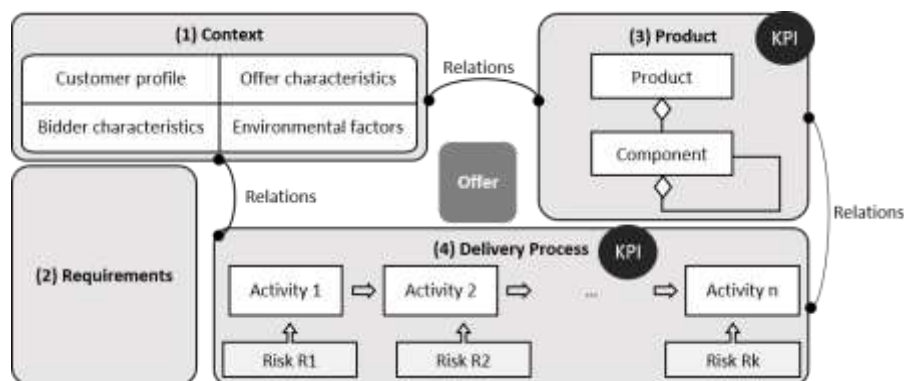 (1) Context
Customer profile
Offer characteristics
Bidder characteristics
Environmental factors
Relations
(3) Product
KPI
Product
Component
Offer
Relations
Relations
(2) Requirements
(4) Delivery Process
KPI
Activity 1
Activity 2
...
Activity n
Risk R1
Risk R2
Risk Rk